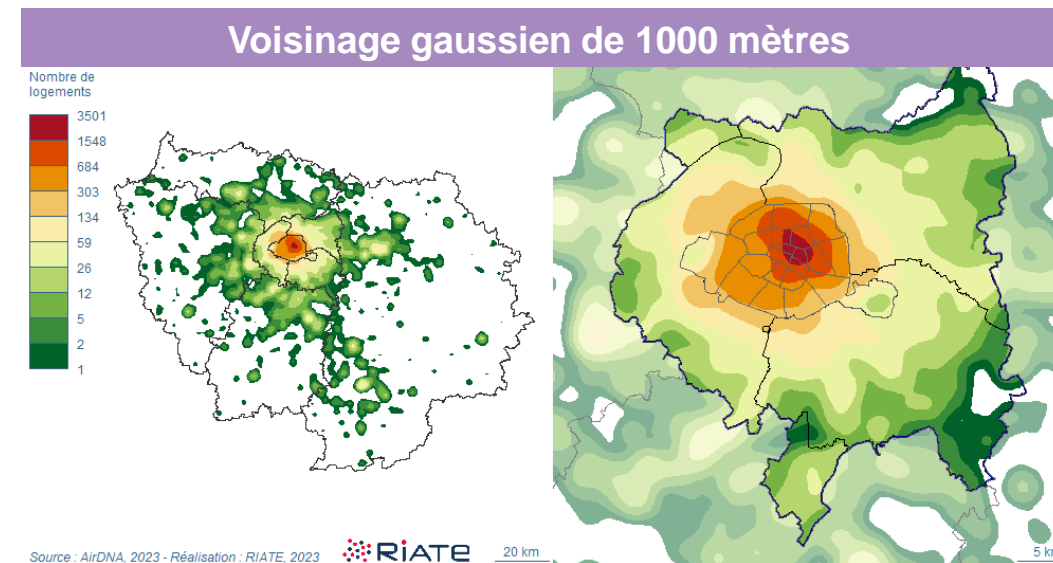 Voisinage gaussien de 1000 mètres
Nombre de
logements
3501
1548
684
303
134
59
26
12
5
2
1
Source : AirDNA, 2023 - Réalisation : RIATE, 2023
RIATE
20 km
5 km